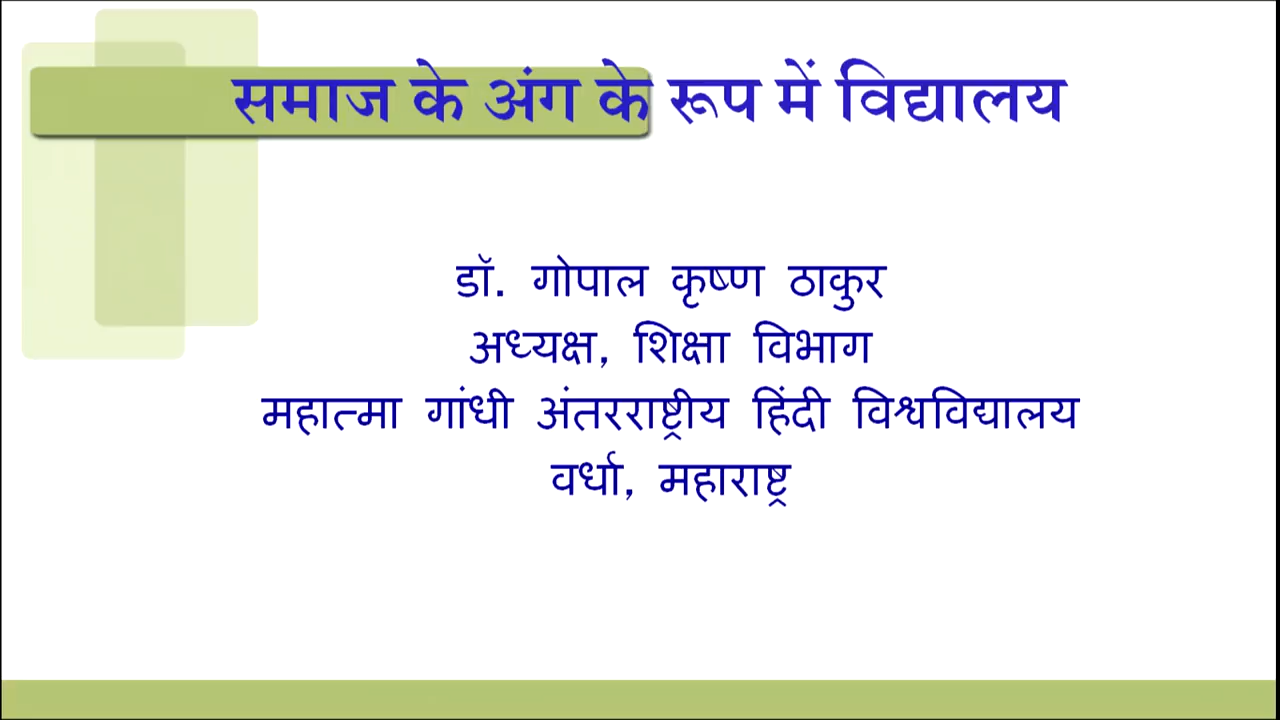 समाज के अंग के रूप में विद्यालय
डॉ. गोपाल कृष्ण ठाकुर
अध्यक्ष, शिक्षा विभाग
महात्मा गांधी अंतरराष्ट्रीय हिंदी विश्वविद्यालय
वर्धा, महाराष्ट्र